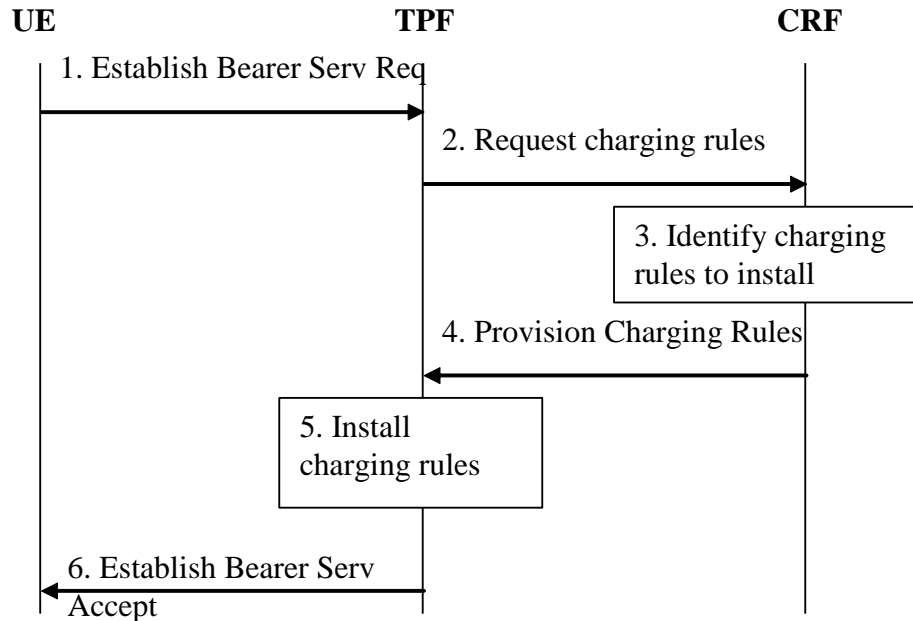 UE TPF CRF
1. Establish Bearer Serv Req
2. Request charging rules
3. Identify charging
rules to install
4. Provision Charging Rules
5. Install
charging rules
6. Establish Bearer Serv
Accept